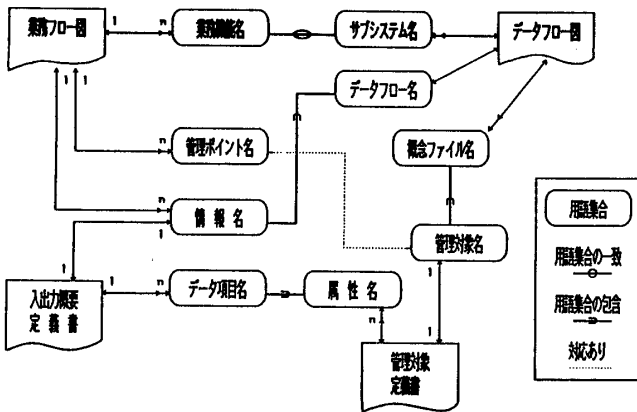 業務フロー図
1
n
業務機能名
サブシステム名
データフロー図
1
1
データフロー名
n
管理ポイント名
概念ファイル名
n
情報名
1
管理対象名
用語集合
用語集合の一致
用語集合の包含
対応あり
1
1
入出力概要
定義書
1
n
データ項目名
属性名
n
1
管理対象
定義書